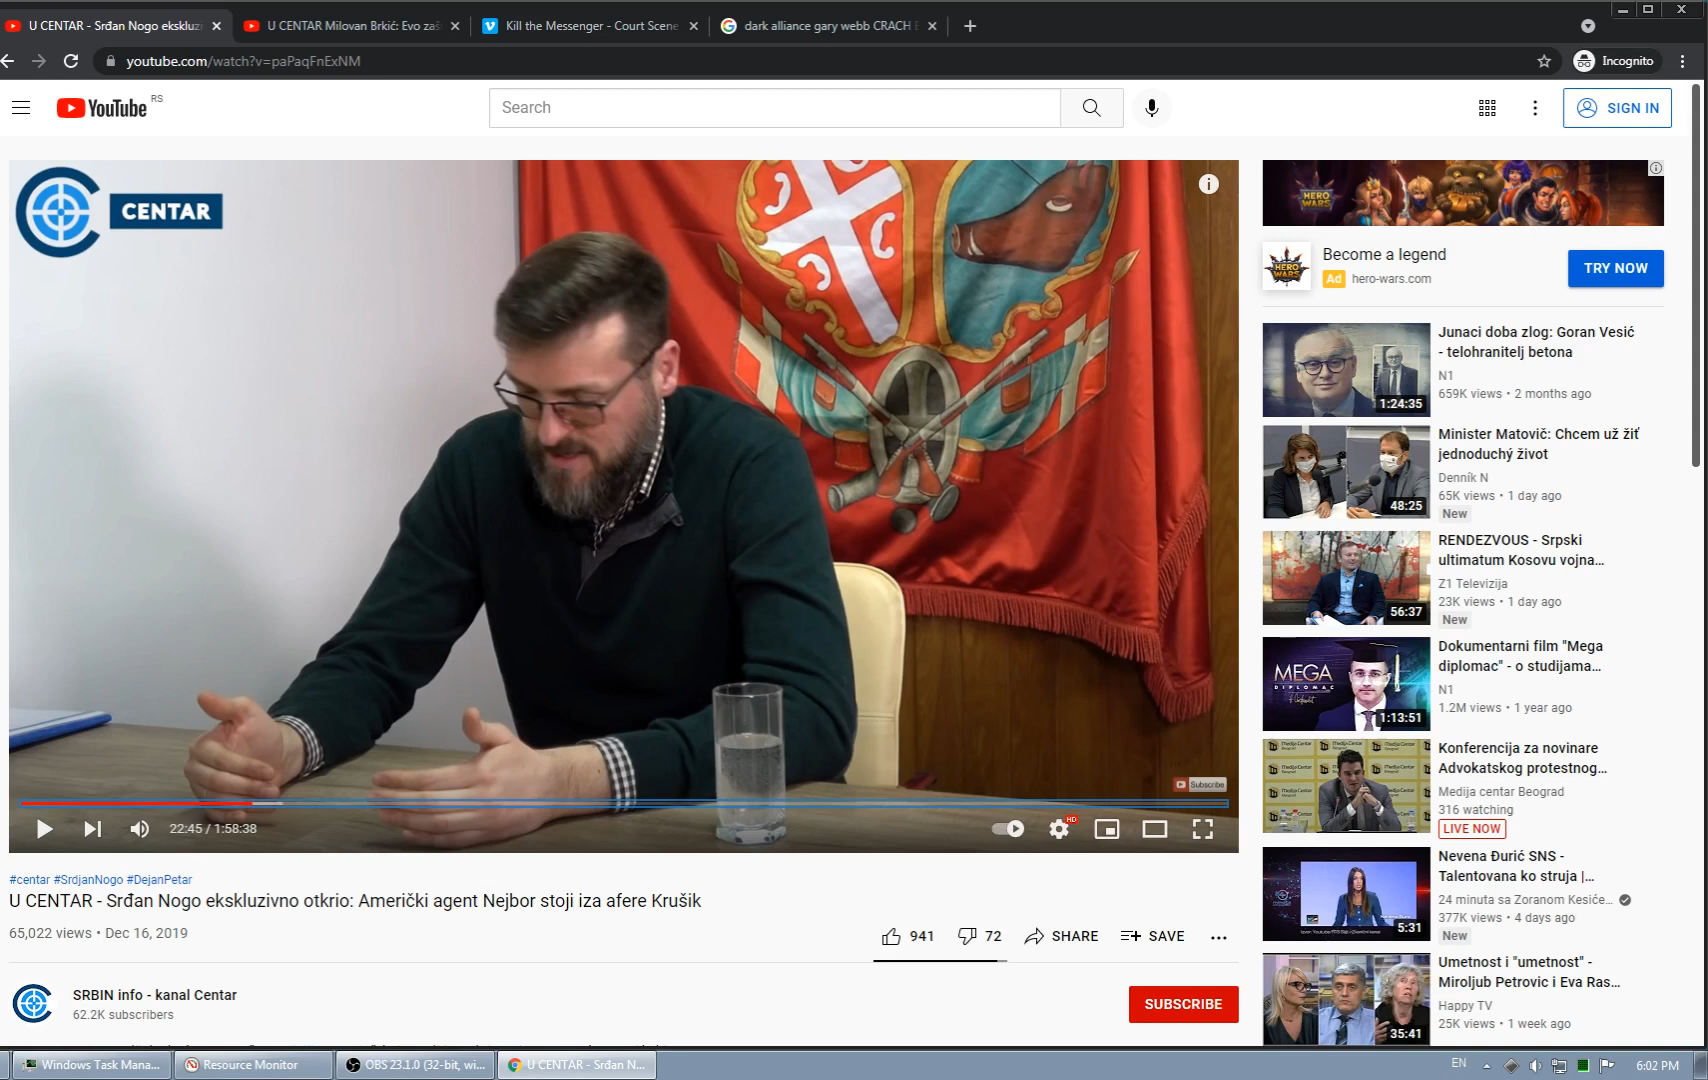 U CENTAR - Srđan Nogo ekskluzi
U CENTAR Milovan Brkić: Evo zaš
Kill the Messenger - Court Scene
dark alliance gary webb CRACH
youtube.com/watch?v=paPaqFnExNM
Incognito
YouTube RS
Search
SIGN IN
CENTAR
Subscribe
22:45 / 1:58:38
HD
#centar #SrdjanNogo #DejanPetar
U CENTAR - Srđan Nogo ekskluzivno otkrio: Američki agent Nejbor stoji iza afere Krušik
65,022 views • Dec 16, 2019
941
72
SHARE
SAVE
SRBIN info - kanal Centar
62.2K subscribers
SUBSCRIBE
HERO WARS
HERO WARS
Become a legend
Ad hero-wars.com
TRY NOW
1:24:35
Junaci doba zlog: Goran Vesić
- telohranitelj betona
N1
659K views • 2 months ago
48:25
Minister Matovič: Chcem už žiť
jednoduchý život
Denník N
65K views • 1 day ago
New
56:37
RENDEZVOUS - Srpski
ultimatum Kosovu vojna...
Z1 Televizija
23K views • 1 day ago
New
MEGA
DIPLOMAC
1:13:51
Dokumentarni film "Mega
diplomac" - o studijama...
N1
1.2M views • 1 year ago
Konferencija za novinare
Advokatskog protestnog...
Medija centar Beograd
316 watching
LIVE NOW
5:31
Nevena Đurić SNS -
Talentovana ko struja |...
24 minuta sa Zoranom Kesiće...
377K views • 4 days ago
New
35:41
Umetnost i "umetnost" -
Miroljub Petrovic i Eva Ras...
Happy TV
25K views • 1 week ago
Windows Task Mana...
Resource Monitor
OBS 23.1.0 (32-bit, wi...
U CENTAR - Srđan N...
EN
6:02 PM